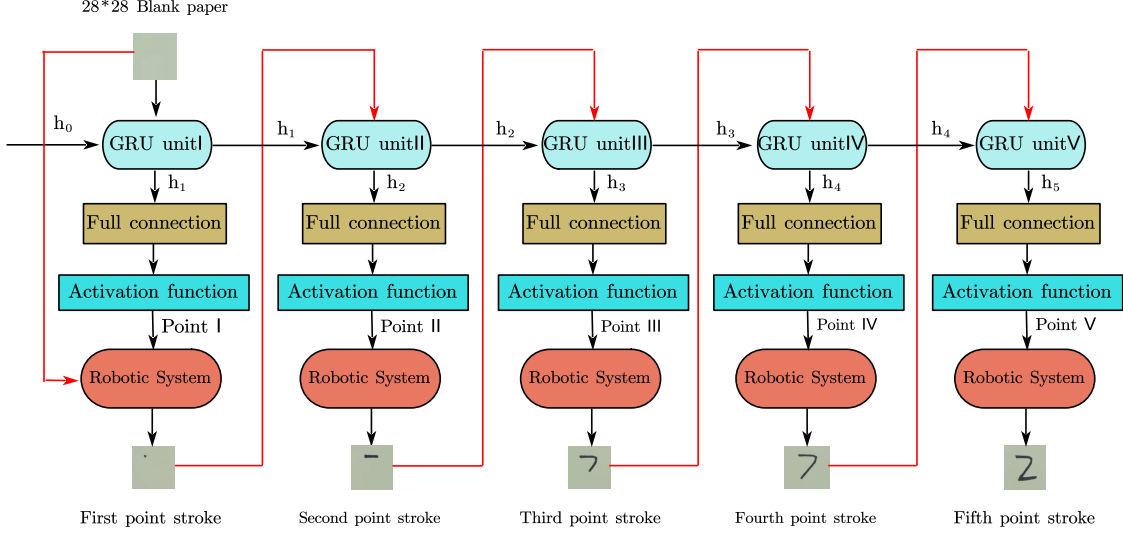 28*28 Blank paper
h0
h1
h2
h3
h4
GRU unitI
GRU unitII
GRU unitIII
GRU unitIV
GRU unitV
h1
h2
h3
h4
h5
Full connection
Full connection
Full connection
Full connection
Full connection
Activation function
Activation function
Activation function
Activation function
Activation function
Point I
Point II
Point III
Point IV
Point V
Robotic System
Robotic System
Robotic System
Robotic System
Robotic System
7
7
2
First point stroke
Second point stroke
Third point stroke
Fourth point stroke
Fifth point stroke